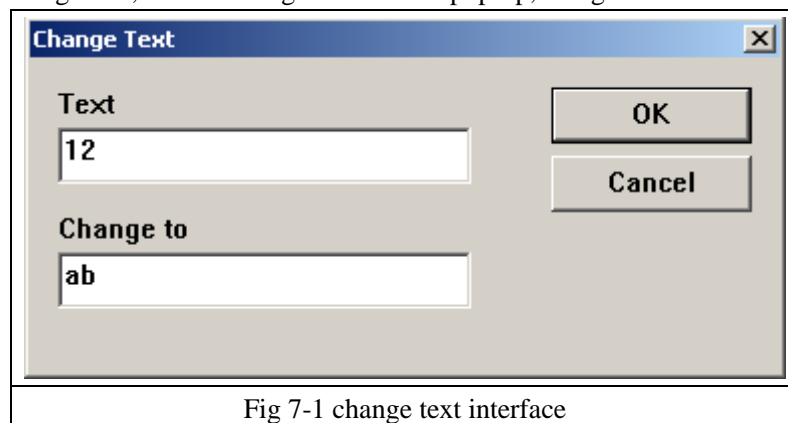 Change Text
Text
12
OK
Cancel
Change to
ab
Fig 7-1 change text interface